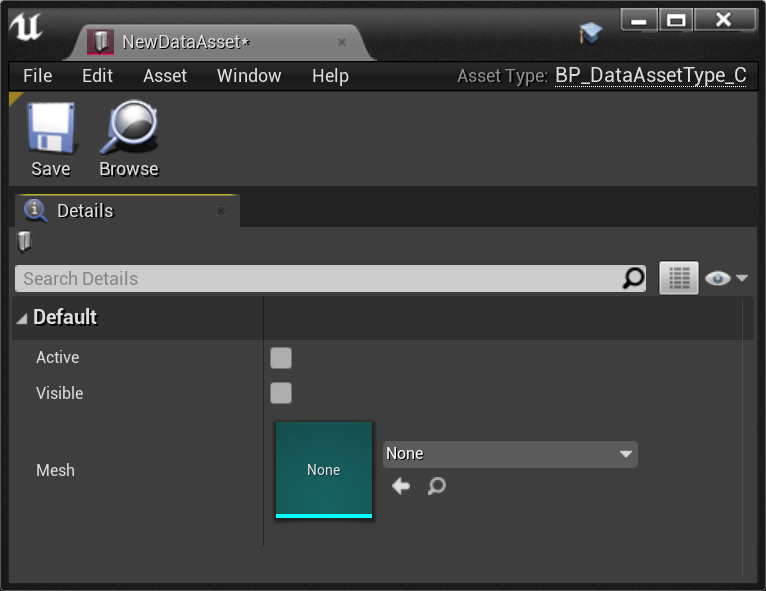 NewDataAsset*
File Edit Asset Window Help Asset Type: BP_DataAssetType_C
Save Browse
Details
Search Details
Default
Active
Visible
Mesh None None